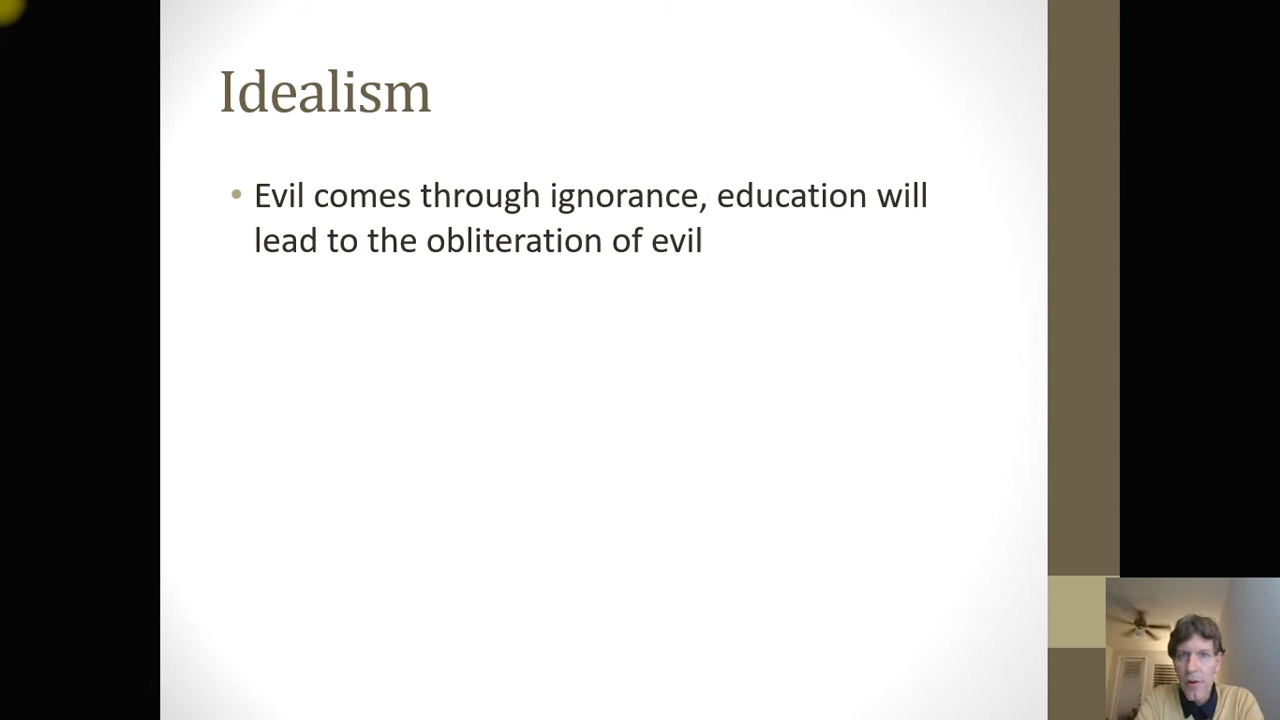 Idealism
• Evil comes through ignorance, education will
lead to the obliteration of evil